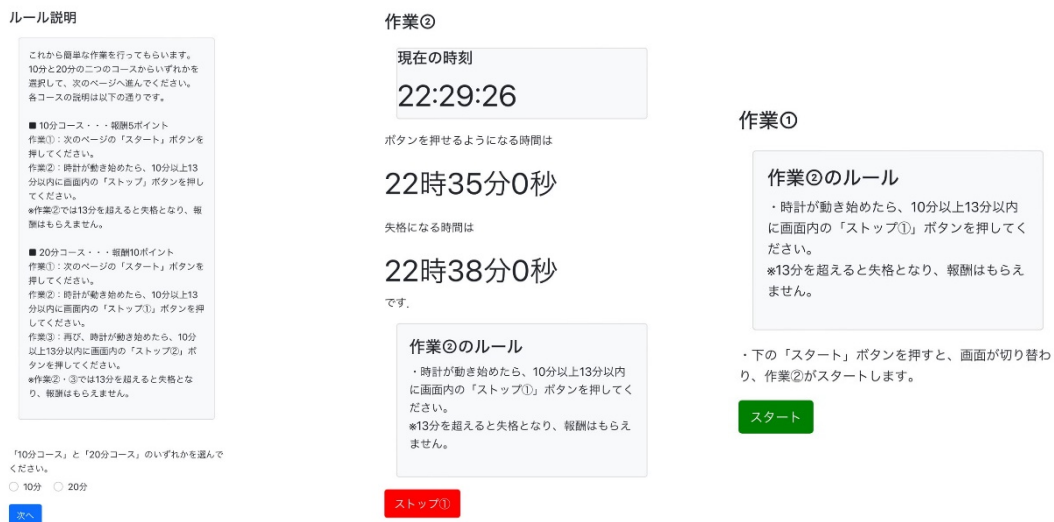 ルール説明
これから簡単な作業を行ってもらいます。
10分と20分の二つのコースからいずれかを
選択して、次のページへ進んでください。
各コースの説明は以下の通りです。
■ 10分コース・・・報酬5ポイント
作業①：次のページの「スタート」ボタンを
押してください。
作業②：時計が動き始めたら、10分以上13
分以内に画面内の「ストップ」ボタンを押し
てください。
※作業②では13分を超えると失格となり、報
酬はもらえません。
■ 20分コース・・・報酬10ポイント
作業①：次のページの「スタート」ボタンを
押してください。
作業②：時計が動き始めたら、10分以上13
分以内に画面内の「ストップ①」ボタンを押
してください。
作業③：再び、時計が動き始めたら、10分
以上13分以内に画面内の「ストップ②」ボ
タンを押してください。
※作業②・③では13分を超えると失格とな
り、報酬はもらえません。
「10分コース」と「20分コース」のいずれかを選んで
ください。
10分 20分
次へ
作業②
現在の時刻
22:29:26
ボタンを押せるようになる時間は
22時35分0秒
失格になる時間は
22時38分0秒
です.
作業②のルール
・時計が動き始めたら、10分以上13分以内
に画面内の「ストップ①」ボタンを押してく
ださい。
※13分を超えると失格となり、報酬はもらえ
ません。
ストップ①
作業①
作業②のルール
・時計が動き始めたら、10分以上13分以内
に画面内の「ストップ①」ボタンを押してく
ださい。
※13分を超えると失格となり、報酬はもらえ
ません。
・下の「スタート」ボタンを押すと、画面が切り替わ
り、作業②がスタートします。
スタート